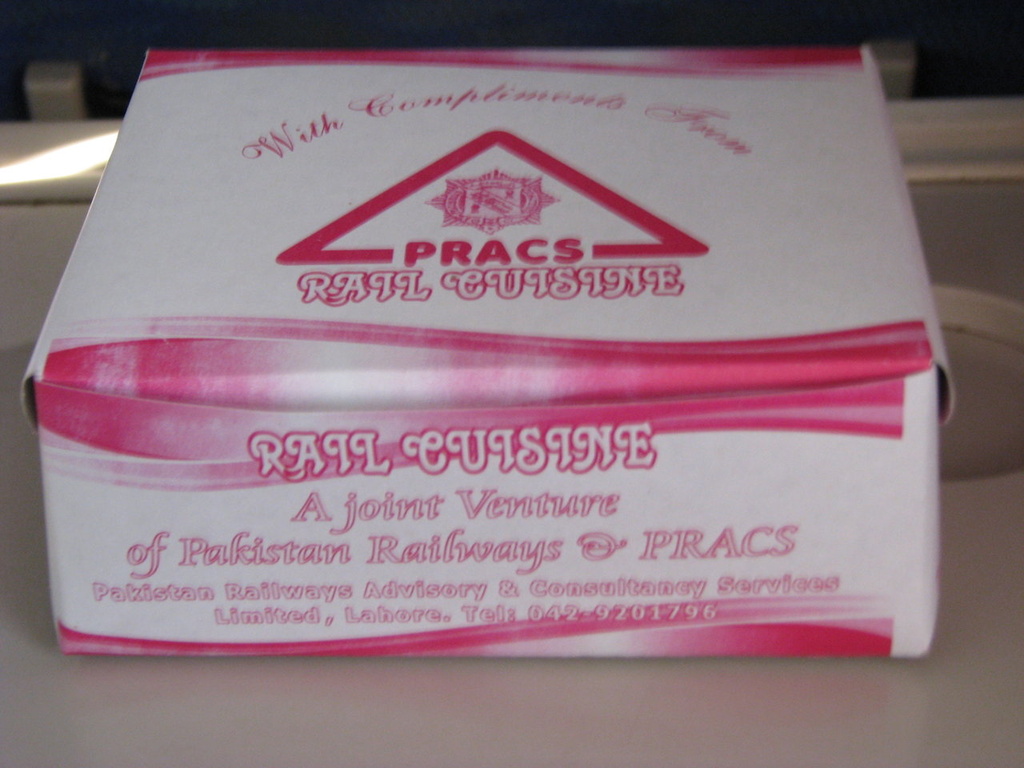 With Compliments From
PRACS
RAIL CUISINE
RAIL CUISINE
A joint Venture
of Pakistan Railways & PRACS
Pakistan Railways Advisory & Consultancy Services
Limited, Lahore. Tel: 042-9201796